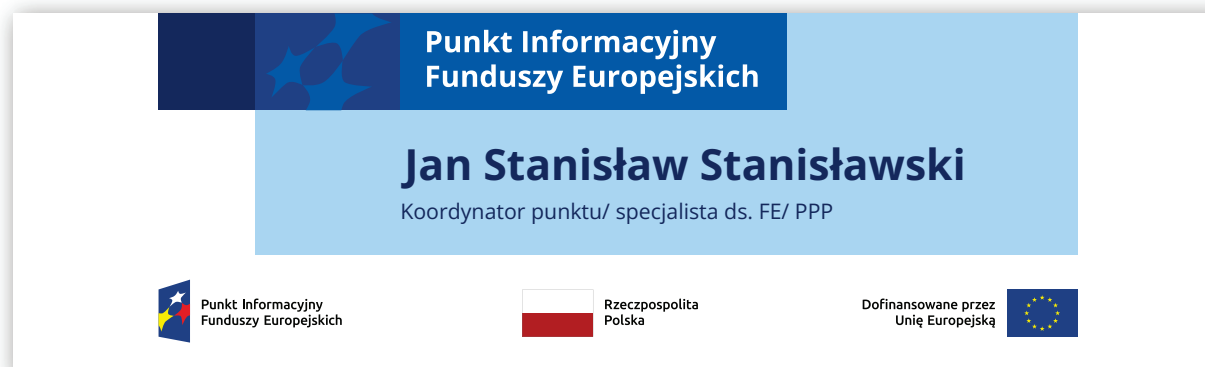 Punkt Informacyjny
Funduszy Europejskich
Jan Stanisław Stanisławski
Koordynator punktu/ specjalista ds. FE/ PPP
Punkt Informacyjny
Funduszy Europejskich
Rzeczpospolita
Polska
Dofinansowane przez
Unię Europejską